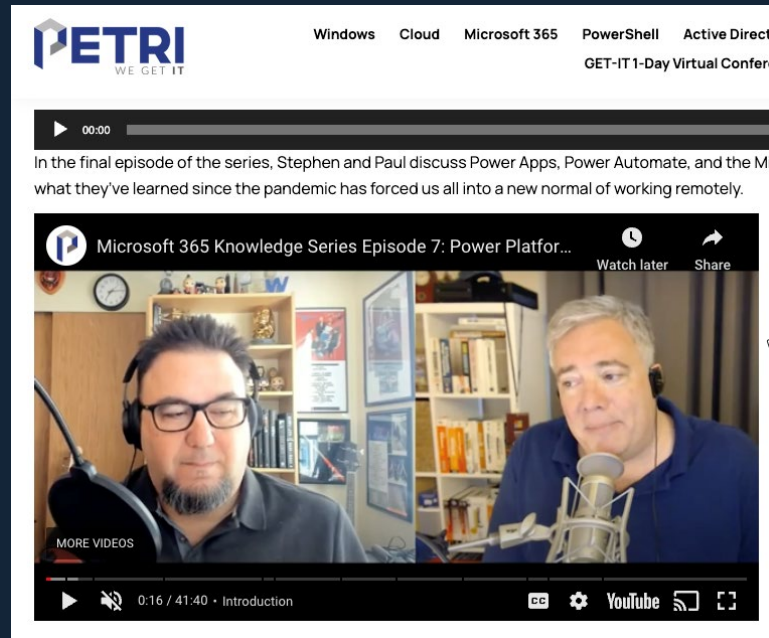 PETRI
WE GET IT
Windows Cloud Microsoft 365 PowerShell Active Direct
GET-IT 1-Day Virtual Confere
00:00
In the final episode of the series, Stephen and Paul discuss Power Apps, Power Automate, and the Mi
what they've learned since the pandemic has forced us all into a new normal of working remotely.
Microsoft 365 Knowledge Series Episode 7: Power Platfor...
Watch later Share
MORE VIDEOS
0:16 / 41:40 • Introduction
CC
YouTube